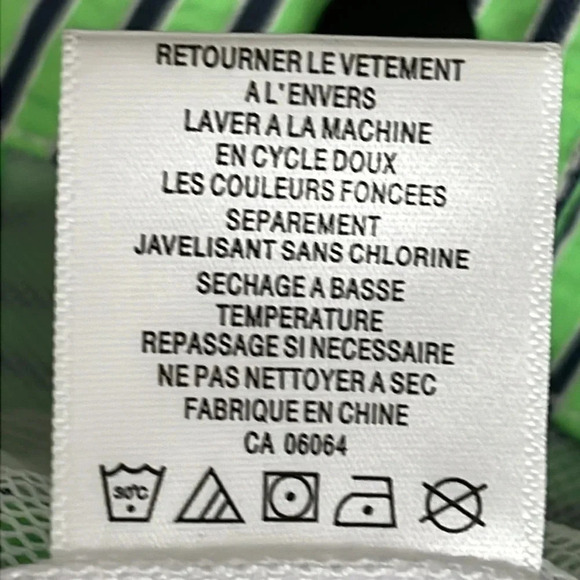 RETOURNER LE VETEMENT
A L'ENVERS
LAVER A LA MACHINE
EN CYCLE DOUX
LES COULEURS FONCEES
SEPAREMENT
JAVELISANT SANS CHLORINE
SECHAGE A BASSE
TEMPERATURE
REPASSAGE SI NECESSAIRE
NE PAS NETTOYER A SEC
FABRIQUE EN CHINE
CA 06064
30°C